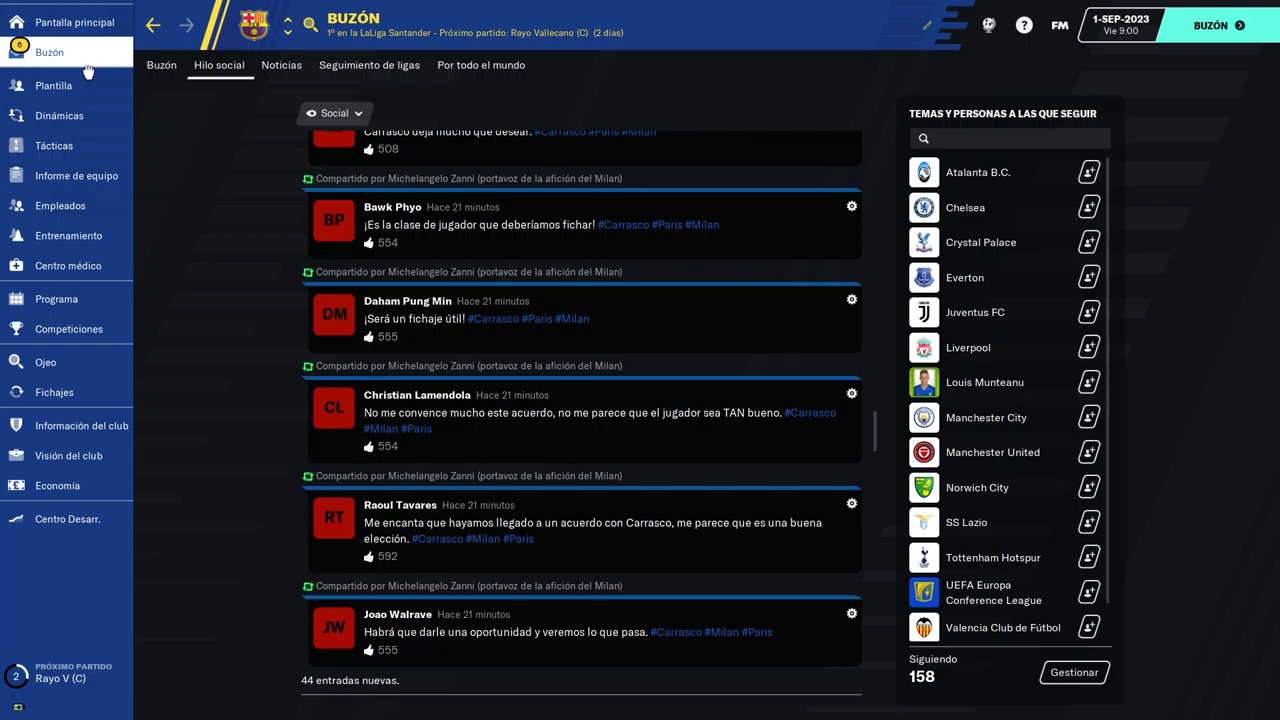 Pantalla principal
6
Buzón
Plantilla
Dinámicas
Tácticas
Informe de equipo
Empleados
Entrenamiento
Centro médico
Programa
Competiciones
Ojeo
Fichajes
Información del club
Visión del club
Economía
Centro Desarr.
2
PRÓXIMO PARTIDO
Rayo V (C)
BUZÓN
1º en la LaLiga Santander - Próximo partido: Rayo Vallecano (C) (2 días)
?
FM
1-SEP-2023
Vie 9:00
BUZÓN
Buzón
Hilo social
Noticias
Seguimiento de ligas
Por todo el mundo
Social
Carrasco deja mucho que desear. #Carrasco #Paris #Milan
508
Compartido por Michelangelo Zanni (portavoz de la afición del Milan)
BP
Bawk Phyo Hace 21 minutos
¡Es la clase de jugador que deberíamos fichar! #Carrasco #Paris #Milan
554
Compartido por Michelangelo Zanni (portavoz de la afición del Milan)
DM
Daham Pung Min Hace 21 minutos
¡Será un fichaje útil! #Carrasco #Paris #Milan
555
Compartido por Michelangelo Zanni (portavoz de la afición del Milan)
CL
Christian Lamendola Hace 21 minutos
No me convence mucho este acuerdo, no me parece que el jugador sea TAN bueno. #Carrasco
#Milan #Paris
554
Compartido por Michelangelo Zanni (portavoz de la afición del Milan)
RT
Raoul Tavares Hace 21 minutos
Me encanta que hayamos llegado a un acuerdo con Carrasco, me parece que es una buena
elección. #Carrasco #Milan #Paris
592
Compartido por Michelangelo Zanni (portavoz de la afición del Milan)
JW
Joao Walrave Hace 21 minutos
Habrá que darle una oportunidad y veremos lo que pasa. #Carrasco #Milan #Paris
555
44 entradas nuevas.
TEMAS Y PERSONAS A LAS QUE SEGUIR
Atalanta B.C.
Chelsea
Crystal Palace
Everton
Juventus FC
Liverpool
Louis Munteanu
Manchester City
Manchester United
Norwich City
SS Lazio
Tottenham Hotspur
UEFA Europa
Conference League
Valencia Club de Fútbol
Siguiendo
158
Gestionar